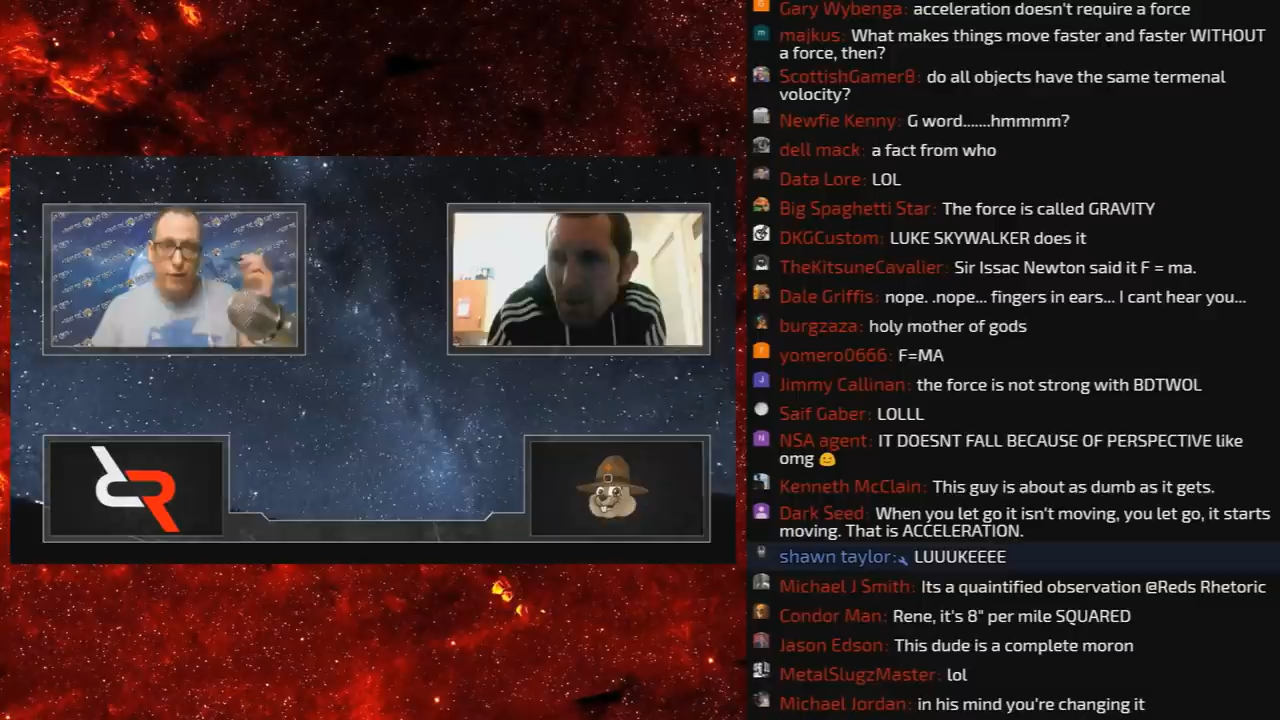 Gary Wybenga: acceleration doesn't require a force
majkus: What makes things move faster and faster WITHOUT
a force, then?
ScottishGamer8: do all objects have the same termenal
volocity?
Newfie Kenny: G word.......hmmmm?
dell mack: a fact from who
Data Lore: LOL
Big Spaghetti Star: The force is called GRAVITY
DKGCustom: LUKE SKYWALKER does it
TheKitsuneCavalier: Sir Issac Newton said it F = ma.
Dale Griffis: nope. .nope... fingers in ears... I cant hear you...
burgzaza: holy mother of gods
yomero0666: F=MA
Jimmy Callinan: the force is not strong with BDTWOL
Saif Gaber: LOLLL
NSA agent: IT DOESNT FALL BECAUSE OF PERSPECTIVE like
omg 😊
Kenneth McClain: This guy is about as dumb as it gets.
Dark Seed: When you let go it isn't moving, you let go, it starts
moving. That is ACCELERATION.
shawn taylor: LUUUKEEEE
Michael J Smith: Its a quaintified observation @Reds Rhetoric
Condor Man: Rene, it's 8" per mile SQUARED
Jason Edson: This dude is a complete moron
MetalSlugzMaster: lol
Michael Jordan: in his mind you're changing it